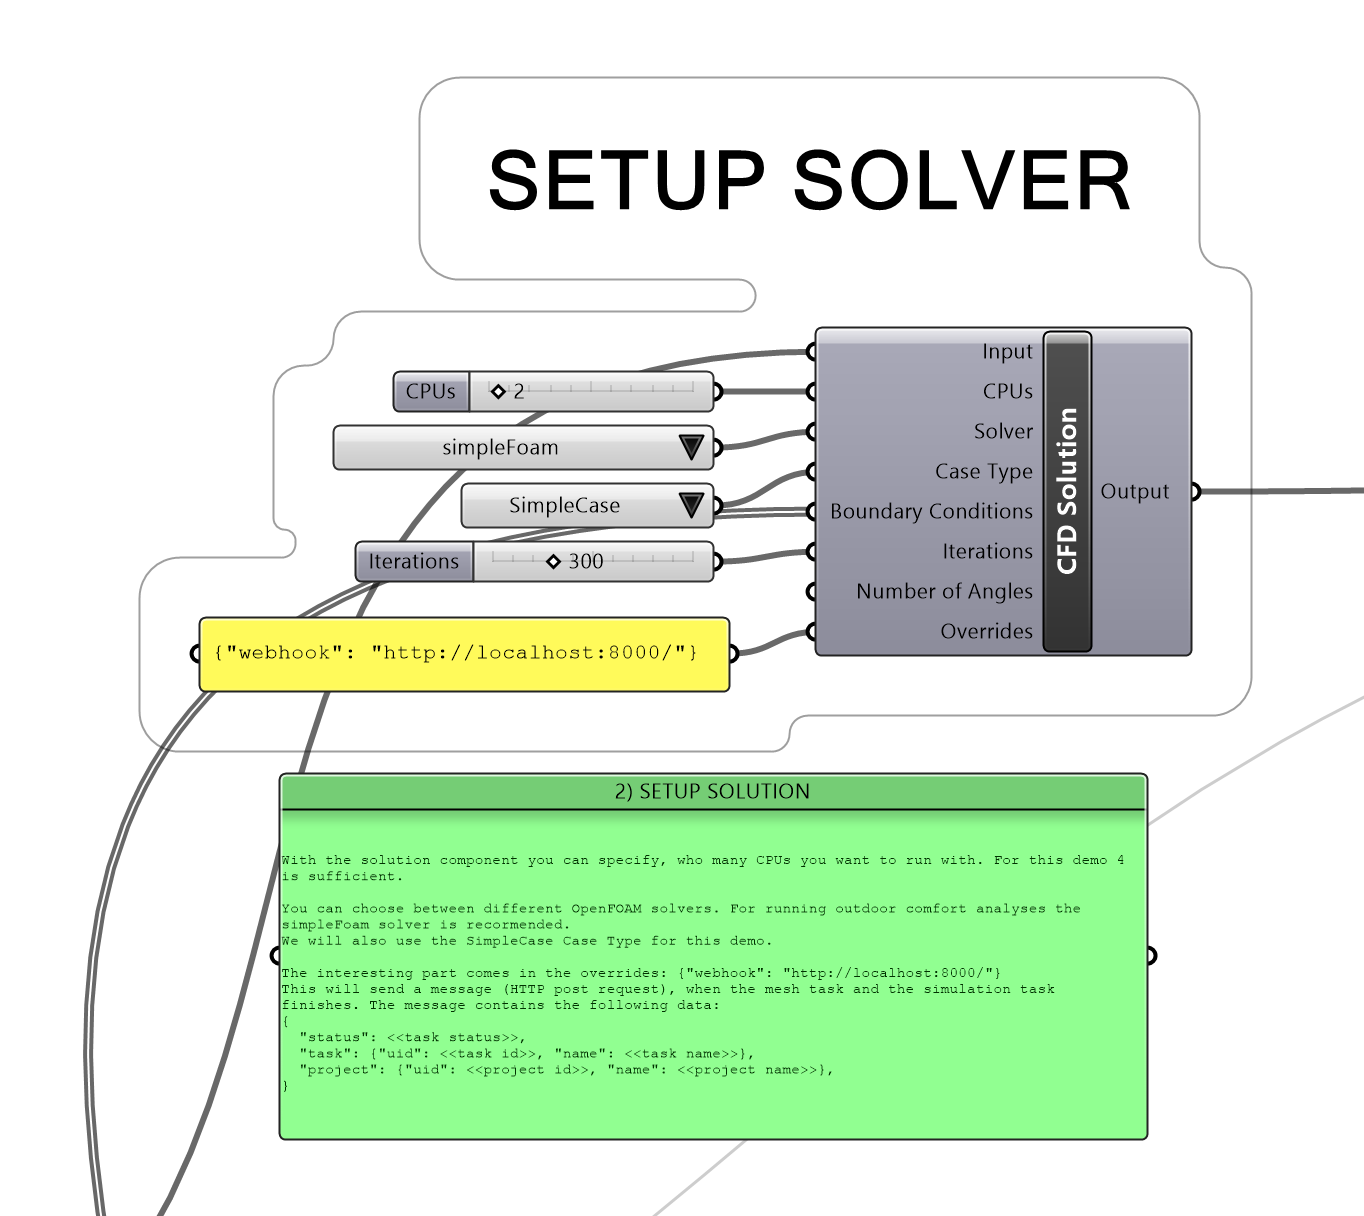 SETUP SOLVER
Input
CPUs 2
CPUs
simpleFoam
Solver
SimpleCase
Case Type
Boundary Conditions
Iterations 300
Iterations
Number of Angles
{"webhook": "http://localhost:8000/"}
Overrides
CFD Solution
Output
2) SETUP SOLUTION
With the solution component you can specify, who many CPUs you want to run with. For this demo 4
is sufficient.
You can choose between different OpenFOAM solvers. For running outdoor comfort analyses the
simpleFoam solver is recormended.
We will also use the SimpleCase Case Type for this demo.
The interesting part comes in the overrides: {"webhook": "http://localhost:8000/"}
This will send a message (HTTP post request), when the mesh task and the simulation task
finishes. The message contains the following data:
{
"status": <<task status>>,
"task": {"uid": <<task id>>, "name": <<task name>>},
"project": {"uid": <<project id>>, "name": <<project name>>},
}